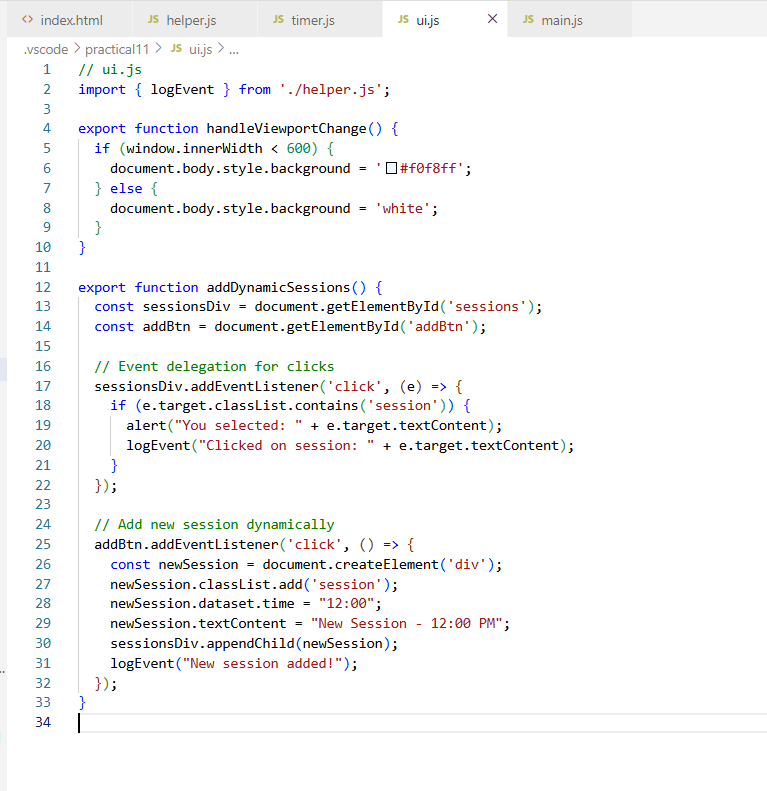 <> index.html JS helper.js JS timer.js JS ui.js × JS main.js
.vscode > practical11 > JS ui.js > ...
1 // ui.js
2 import { logEvent } from './helper.js';
3
4 export function handleViewportChange() {
5   if (window.innerWidth < 600) {
6     document.body.style.background = '#f0f8ff';
7   } else {
8     document.body.style.background = 'white';
9   }
10 }
11
12 export function addDynamicSessions() {
13   const sessionsDiv = document.getElementById('sessions');
14   const addBtn = document.getElementById('addBtn');
15
16   // Event delegation for clicks
17   sessionsDiv.addEventListener('click', (e) => {
18     if (e.target.classList.contains('session')) {
19       alert("You selected: " + e.target.textContent);
20       logEvent("Clicked on session: " + e.target.textContent);
21     }
22   });
23
24   // Add new session dynamically
25   addBtn.addEventListener('click', () => {
26     const newSession = document.createElement('div');
27     newSession.classList.add('session');
28     newSession.dataset.time = "12:00";
29     newSession.textContent = "New Session - 12:00 PM";
30     sessionsDiv.appendChild(newSession);
31     logEvent("New session added!");
32   });
33 }
34